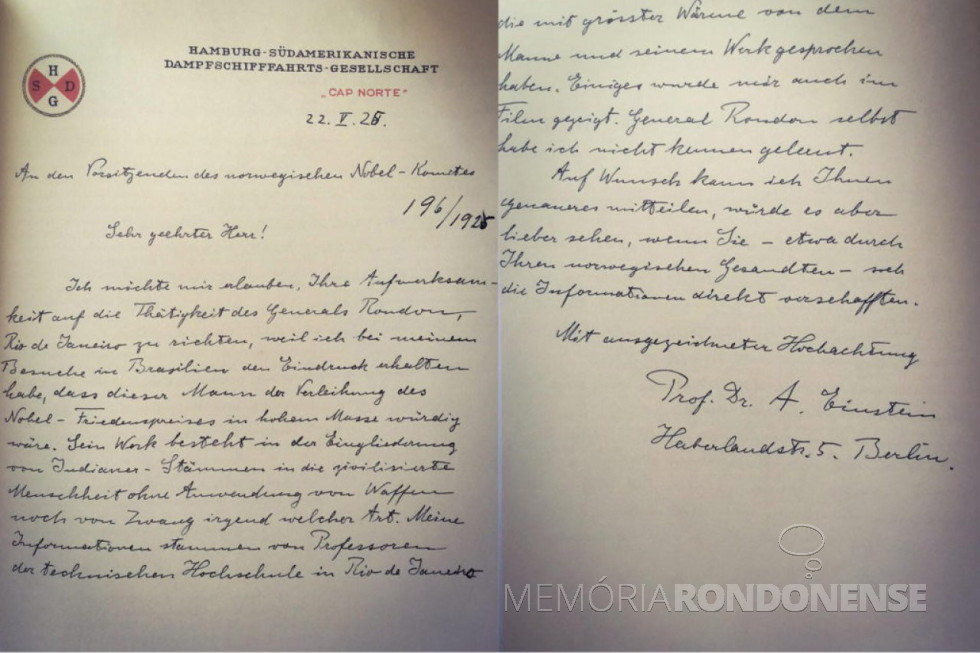 H
S D
G
HAMBURG-SÜDAMERIKANISCHE
DAMPFSCHIFFFAHRTS-GESELLSCHAFT
„CAP NORTE"
22. V. 25.
An den Vorsitzenden des norwegischen Nobel-Komites
196/1925
Sehr geehrter Herr!
Ich möchte mir erlauben, Ihre Aufmerksam-
keit auf die Thätigkeit des Generals Rondon,
Rio de Janeiro zu richten, weil ich bei meinem
Besuche in Brasilien den Eindruck erhalten
habe, dass dieser Mann der Verleihung des
Nobel-Friedenspreises in hohem Masse würdig
wäre. Sein Werk besteht in der Eingliederung
von Indianer-Stämmen in die zivilisierte
Menschheit ohne Anwendung von Waffen
noch von Zwang irgend welcher Art. Meine
Informationen stammen von Professoren
der technischen Hochschule in Rio de Janeiro
die mit grösster Wärme von dem
Manne und seinem Werk gesprochen
haben. Einiges wurde mir auch im
Film gezeigt. General Rondon selbst
habe ich nicht kennen gelernt.
Auf Wunsch kann ich Ihnen
genaueres mitteilen, würde es aber
lieber sehen, wenn Sie – etwa durch
Ihren norwegischen Gesandten – sich
die Informationen direkt verschafften.
Mit ausgezeichneter Hochachtung
Prof. Dr. A. Einstein
Haberlandstr. 5. Berlin.
MEMÓRIARONDONENSE